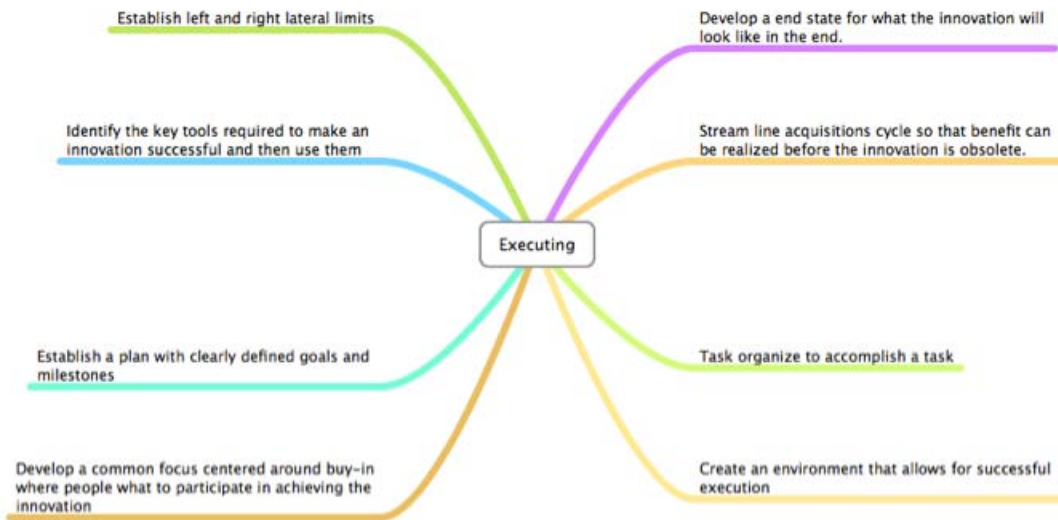 Establish left and right lateral limits
Identify the key tools required to make an
innovation successful and then use them
Establish a plan with clearly defined goals and
milestones
Develop a common focus centered around buy-in
where people what to participate in achieving the
innovation
Executing
Develop a end state for what the innovation will
look like in the end.
Stream line acquisitions cycle so that benefit can
be realized before the innovation is obsolete.
Task organize to accomplish a task
Create an environment that allows for successful
execution